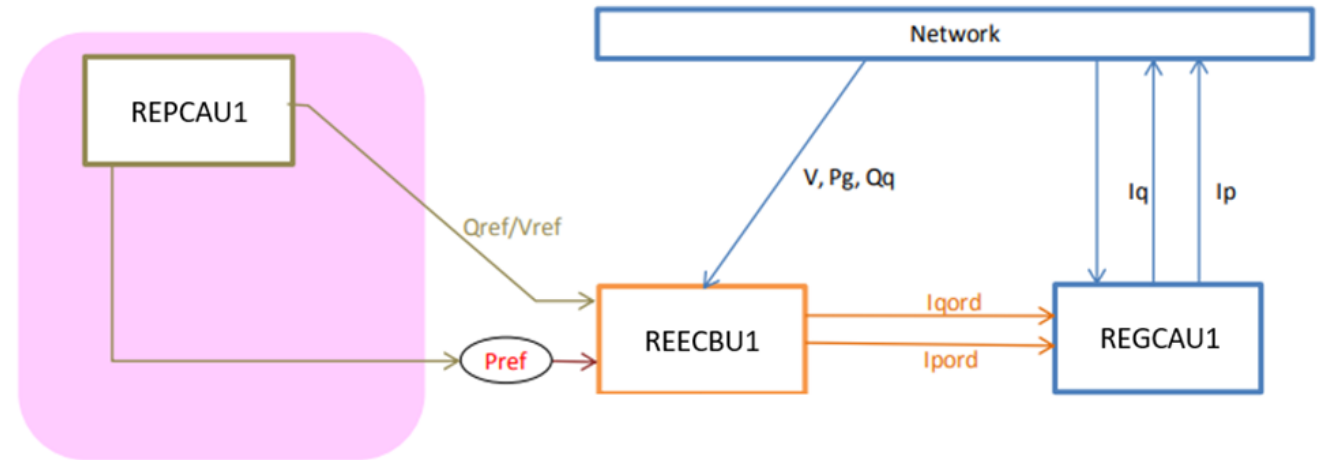 Network
REPCAU1
V, Pg, Qq
Iq
Ip
Qref/Vref
Iqord
REECBU1
REGCAU1
Pref
Ipord